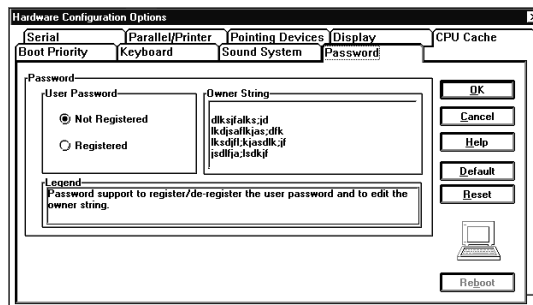 Hardware Configuration Options
Serial Parallel/Printer Pointing Devices Display CPU Cache
Boot Priority Keyboard Sound System Password
Password
User Password
Owner String
Not Registered
Registered
dlksjfalks;jd
lkdjsaflkjas;dfk
lksdjfl;kjasdlk;jf
jsdlfja;lsdkjf
Legend
Password support to register/de-register the user password and to edit the
owner string.
OK
Cancel
Help
Default
Reset
Reboot